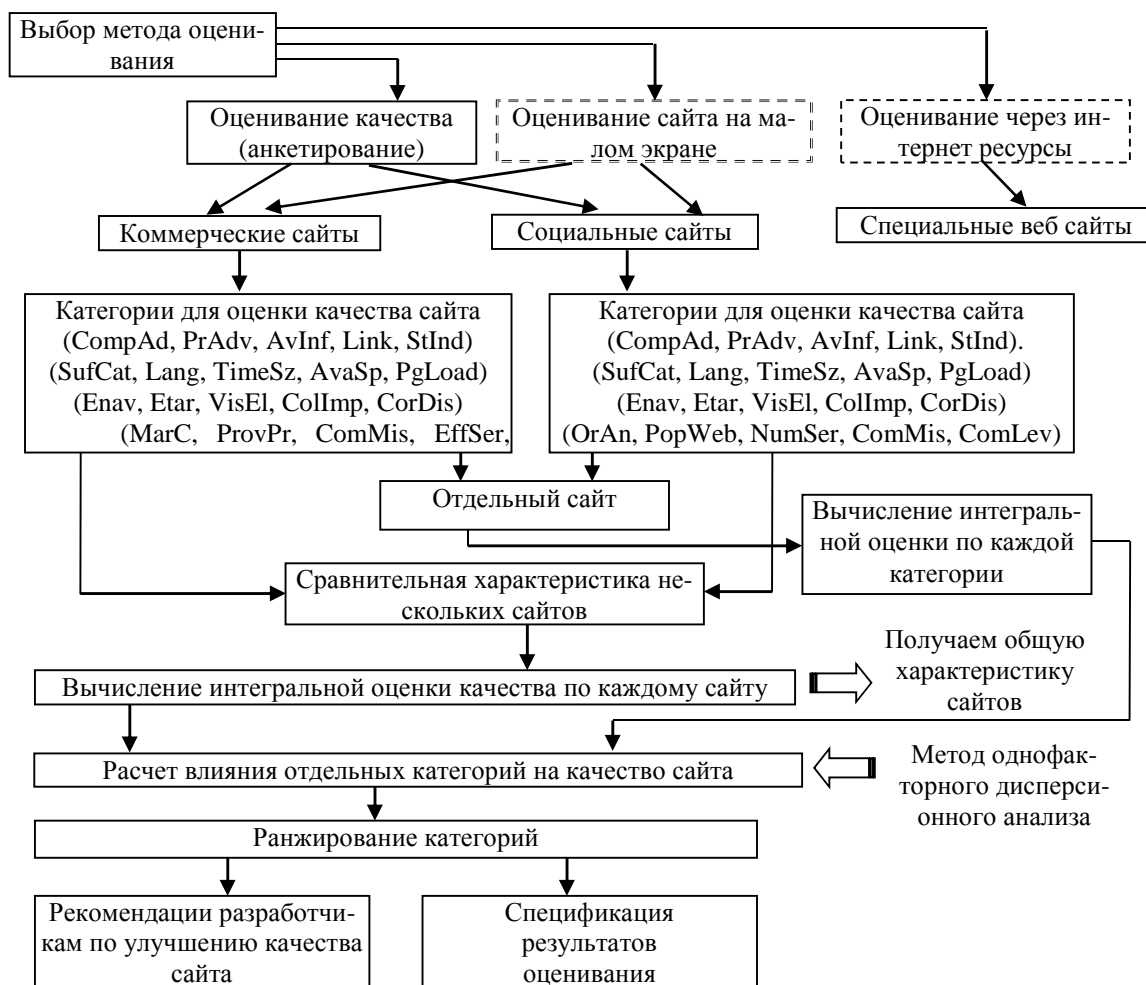 Выбор метода оцени-
вания
Оценивание качества
(анкетирование)
Оценивание сайта на ма-
лом экране
Оценивание через ин-
тернет ресурсы
Коммерческие сайты
Социальные сайты
Специальные веб сайты
Категории для оценки качества сайта
(CompAd, PrAdv, AvInf, Link, StInd)
(SufCat, Lang, TimeSz, AvaSp, PgLoad)
(Enav, Etar, VisEl, ColImp, CorDis)
(MarC, ProvPr, ComMis, EffSer,
Категории для оценки качества сайта
(CompAd, PrAdv, AvInf, Link, StInd).
(SufCat, Lang, TimeSz, AvaSp, PgLoad)
(Enav, Etar, VisEl, ColImp, CorDis)
(OrAn, PopWeb, NumSer, ComMis, ComLev)
Отдельный сайт
Вычисление интеграль-
ной оценки по каждой
категории
Сравнительная характеристика не-
скольких сайтов
Вычисление интегральной оценки качества по каждому сайту
Получаем общую
характеристику
сайтов
Расчет влияния отдельных категорий на качество сайта
Метод однофак-
торного дисперси-
онного анализа
Ранжирование категорий
Рекомендации разработчи-
кам по улучшению качества
сайта
Спецификация
результатов
оценивания